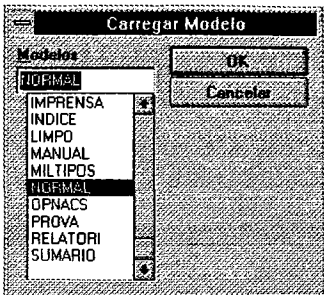 Carregar Modelo
Modelos
OK
NORMAL
Cancelar
IMPRENSA
INDICE
LIMPO
MANUAL
MILTIPOS
NORMAL
OPNACS
PROVA
RELATORI
SUMARIO